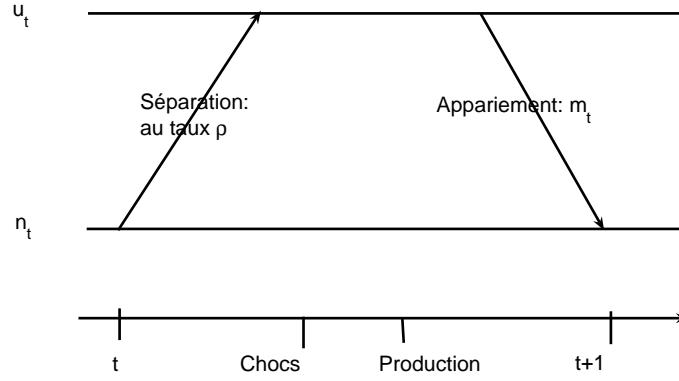 u_t
Séparation:
au taux ρ
Appariement: m_t
n_t
t
Chocs
Production
t+1